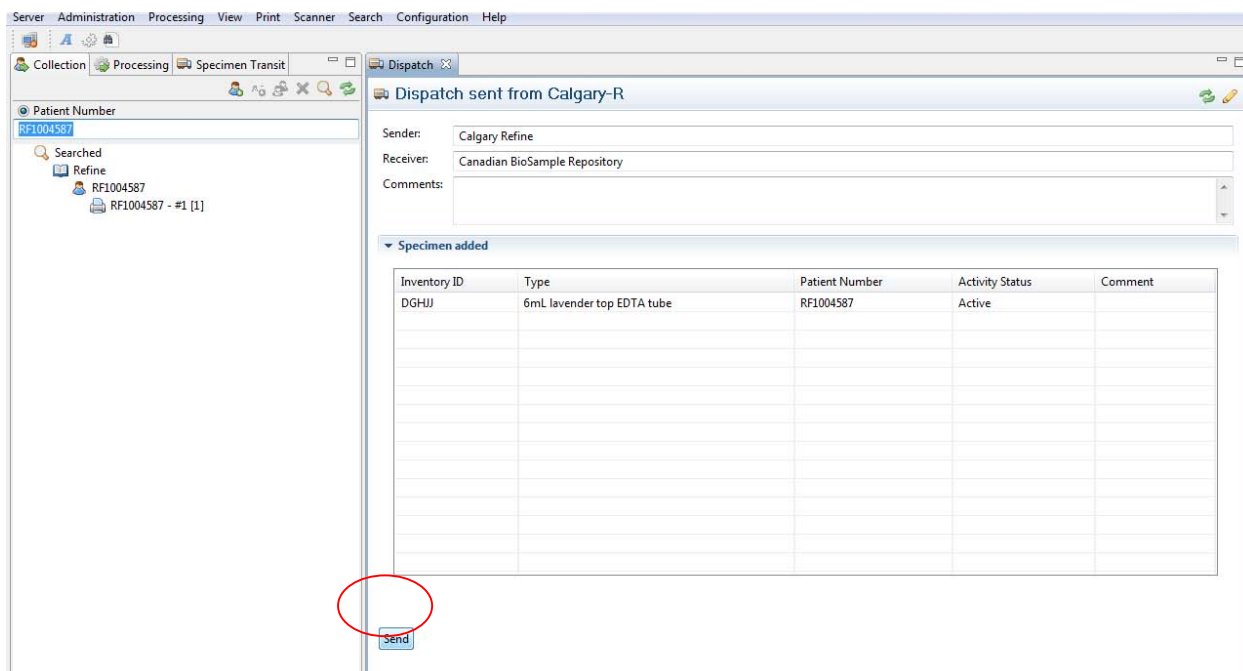 Server Administration Processing View Print Scanner Search Configuration Help
Collection Processing Specimen Transit
Patient Number
RF1004587
Searched
Refine
RF1004587
RF1004587 - #1 [1]
Dispatch
Dispatch sent from Calgary-R
Sender: Calgary Refine
Receiver: Canadian BioSample Repository
Comments:
Specimen added
Inventory ID Type Patient Number Activity Status Comment
DGHJJ 6mL lavender top EDTA tube RF1004587 Active
Send